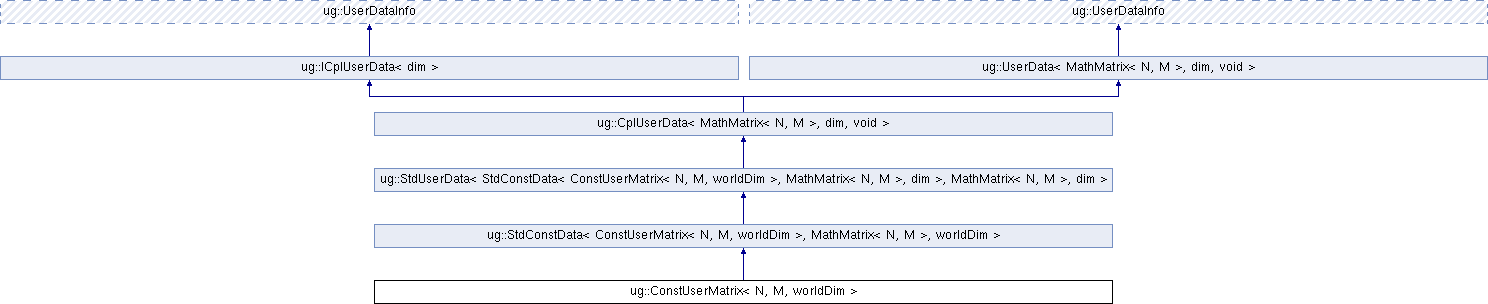 ug::UserDataInfo
ug::UserDataInfo
ug::ICplUserData< dim >
ug::UserData< MathMatrix< N, M >, dim, void >
ug::CplUserData< MathMatrix< N, M >, dim, void >
ug::StdUserData< StdConstData< ConstUserMatrix< N, M, worldDim >, MathMatrix< N, M >, dim >, MathMatrix< N, M >, dim >
ug::StdConstData< ConstUserMatrix< N, M, worldDim >, MathMatrix< N, M >, worldDim >
ug::ConstUserMatrix< N, M, worldDim >